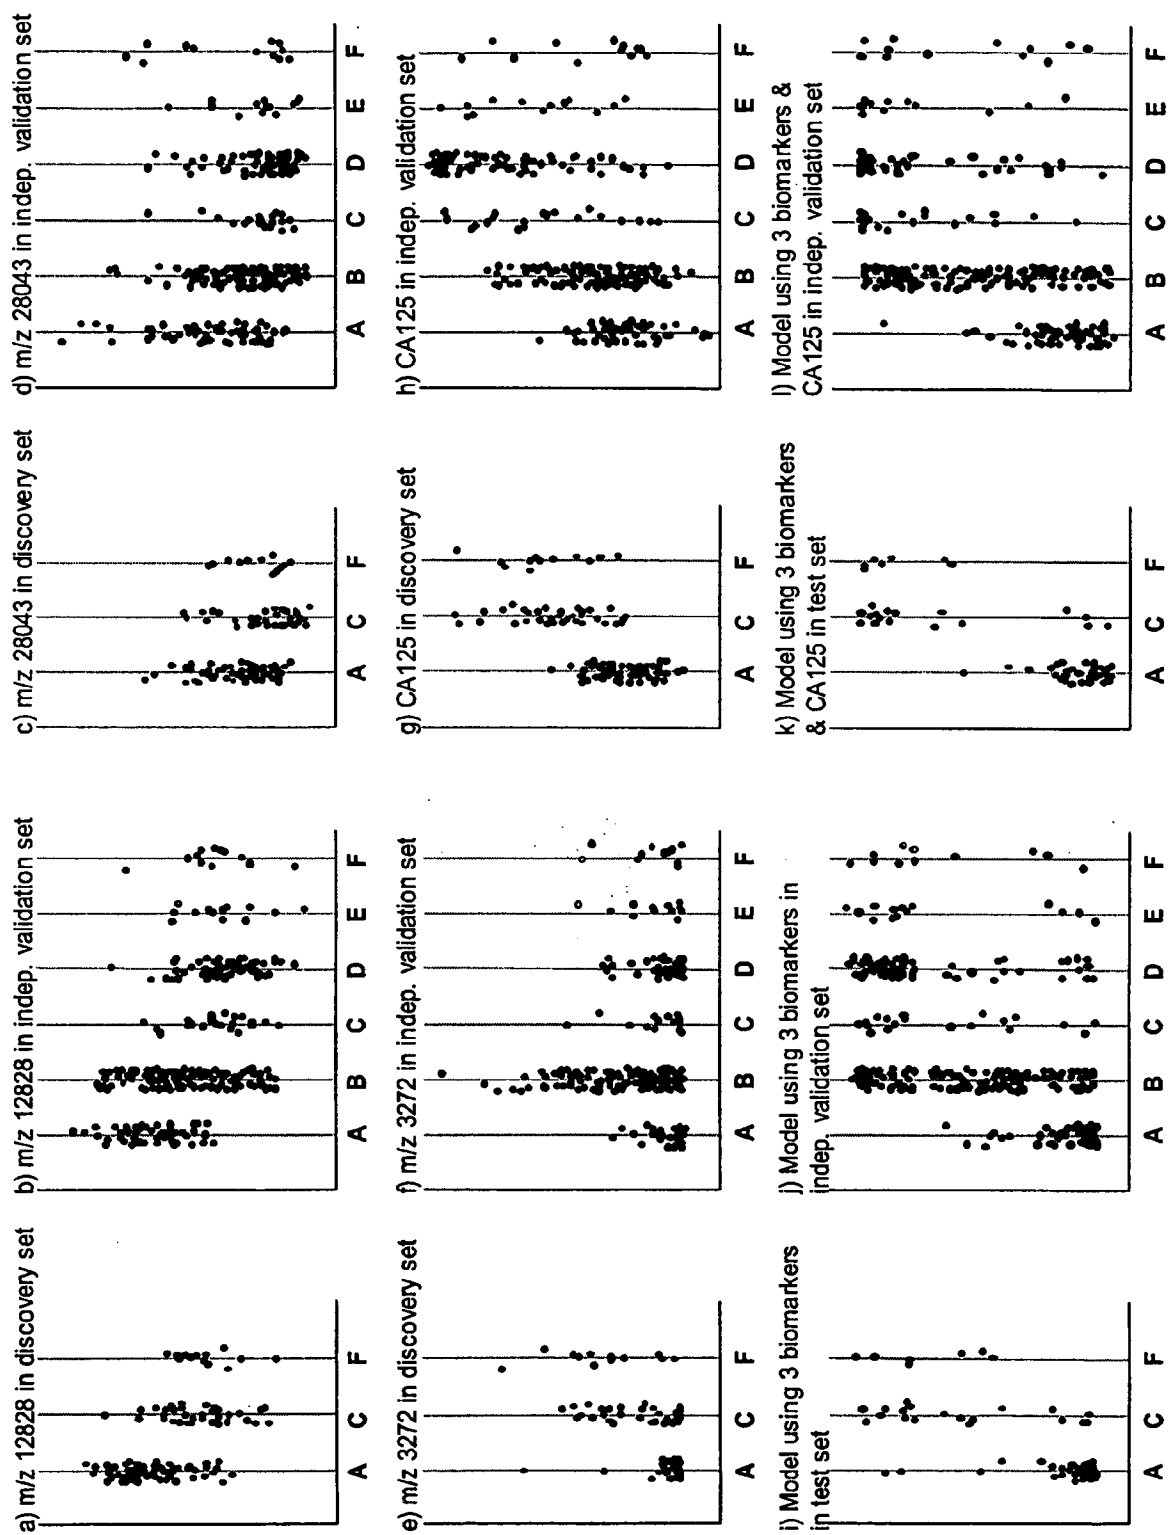 a) m/z 12828 in discovery set
A C F
b) m/z 12828 in indep. validation set
A B C D E F
c) m/z 28043 in discovery set
A C F
d) m/z 28043 in indep. validation set
A B C D E F
e) m/z 3272 in discovery set
A C F
f) m/z 3272 in indep. validation set
A B C D E F
g) CA125 in discovery set
A C F
h) CA125 in indep. validation set
A B C D E F
i) Model using 3 biomarkers
in test set
A C F
j) Model using 3 biomarkers in
indep. validation set
A B C D E F
k) Model using 3 biomarkers
& CA125 in test set
A C F
l) Model using 3 biomarkers &
CA125 in indep. validation set
A B C D E F